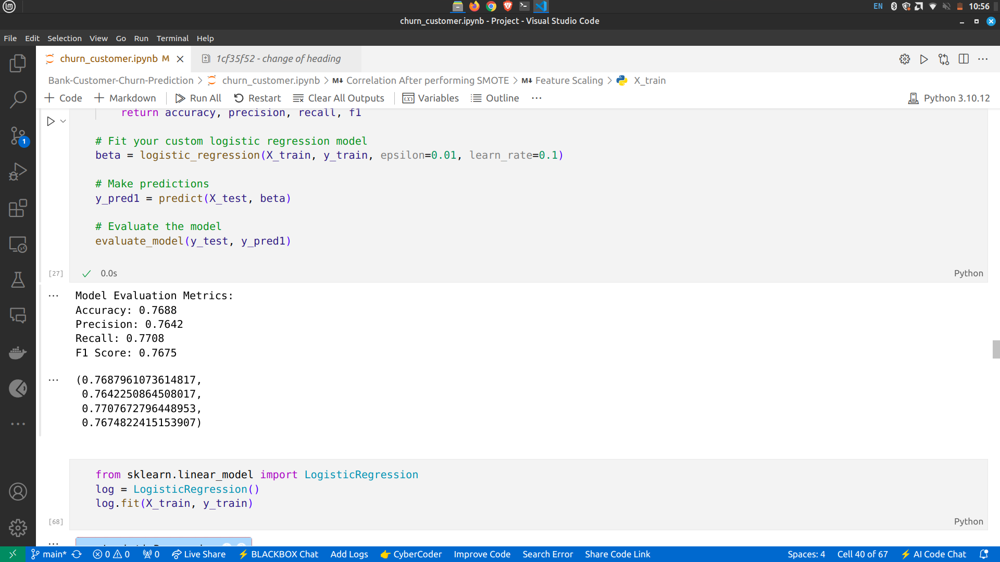 EN 10:56
churn_customer.ipynb - Project - Visual Studio Code
File Edit Selection View Go Run Terminal Help
churn_customer.ipynb M 1cf35f52 - change of heading
Bank-Customer-Churn-Prediction > churn_customer.ipynb > M↓ Correlation After performing SMOTE > M↓ Feature Scaling > X_train
+ Code + Markdown Run All Restart Clear All Outputs (x) Variables Outline ... Python 3.10.12
return accuracy, precision, recall, f1
# Fit your custom logistic regression model
beta = logistic_regression(X_train, y_train, epsilon=0.01, learn_rate=0.1)
# Make predictions
y_pred1 = predict(X_test, beta)
# Evaluate the model
evaluate_model(y_test, y_pred1)
[27] ✓ 0.0s Python
... Model Evaluation Metrics:
Accuracy: 0.7688
Precision: 0.7642
Recall: 0.7708
F1 Score: 0.7675
... (0.7687961073614817,
0.7642250864508017,
0.7707672796448953,
0.7674822415153907)
from sklearn.linear_model import LogisticRegression
log = LogisticRegression()
log.fit(X_train, y_train)
[68] Python
1
main* 0 0 0 Live Share BLACKBOX Chat Add Logs CyberCoder Improve Code Search Error Share Code Link Spaces: 4 Cell 40 of 67 AI Code Chat